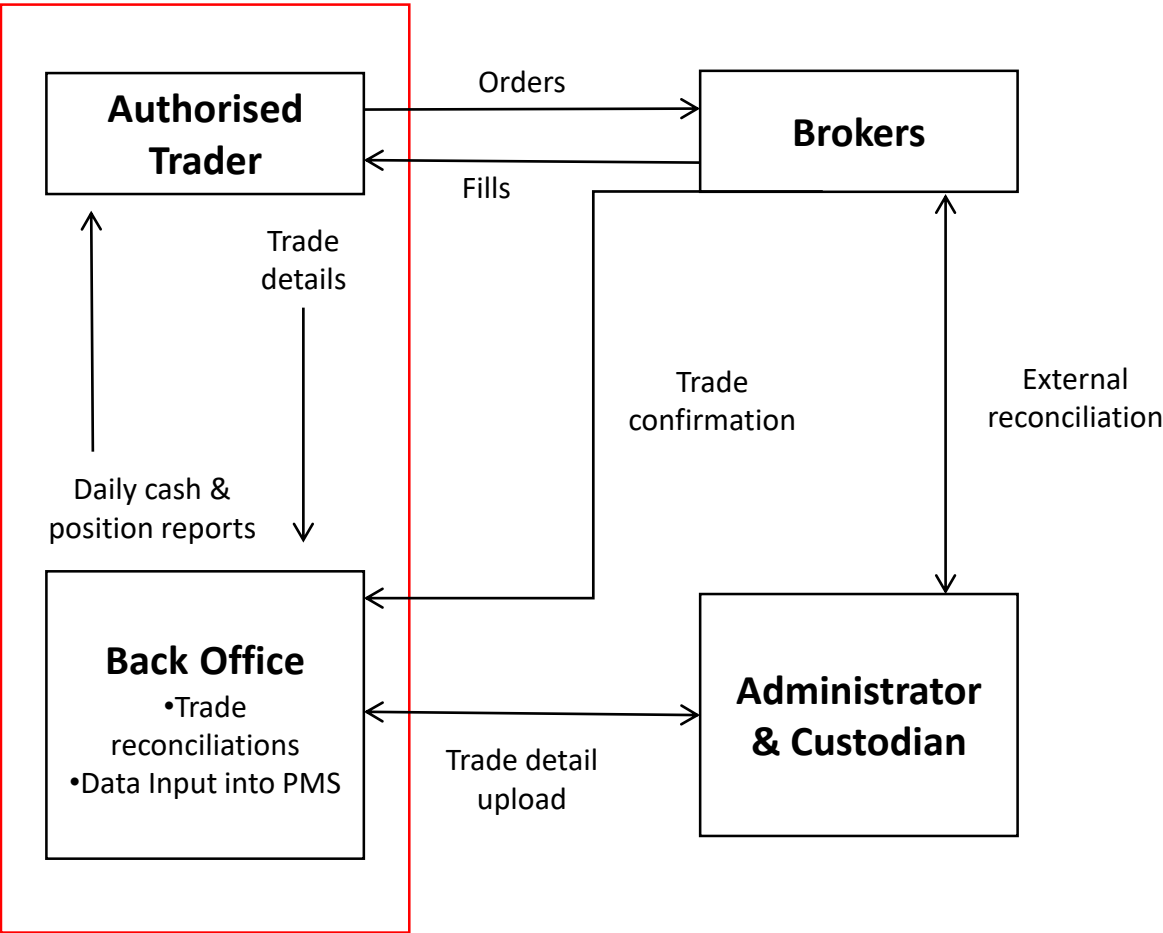 Authorised
Trader
Orders
Brokers
Fills
Trade
details
Trade
confirmation
External
reconciliation
Daily cash &
position reports
Back Office
•Trade
reconciliations
•Data Input into PMS
Administrator
& Custodian
Trade detail
upload